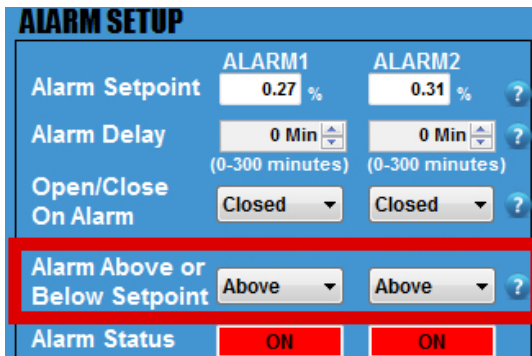 ALARM SETUP
ALARM1 ALARM2
Alarm Setpoint 0.27 % 0.31 % ?
Alarm Delay 0 Min 0 Min ?
(0-300 minutes) (0-300 minutes)
Open/Close
On Alarm Closed Closed ?
Alarm Above or
Below Setpoint Above Above ?
Alarm Status ON ON